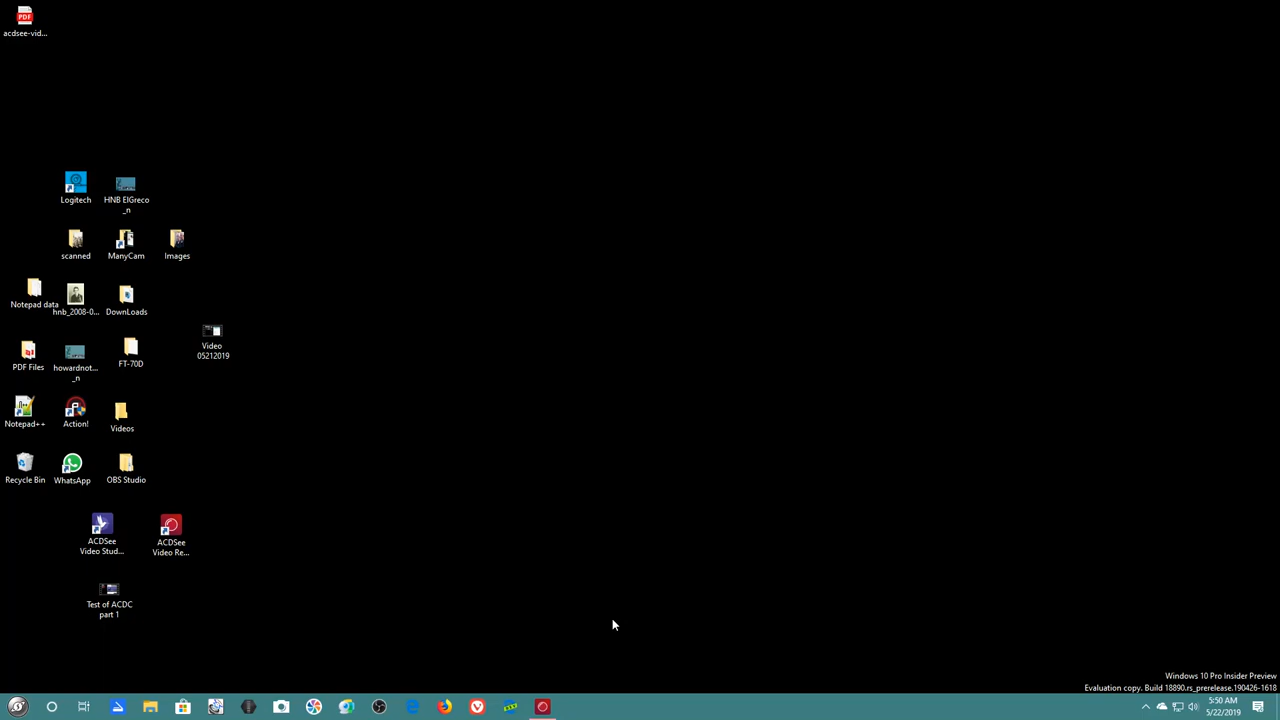 PDF
acdsee-vid...
Logitech
HNB ElGreco
_n
scanned
ManyCam
Images
Notepad data
hnb_2008-0...
DownLoads
Video
05212019
PDF Files
howardnot...
_n
FT-70D
Notepad++
Action!
Videos
Recycle Bin
WhatsApp
OBS Studio
ACDSee
Video Stud...
ACDSee
Video Re...
Test of ACDC
part 1
Windows 10 Pro Insider Preview
Evaluation copy. Build 18890.rs_prerelease.190426-1618
5:50 AM
5/22/2019